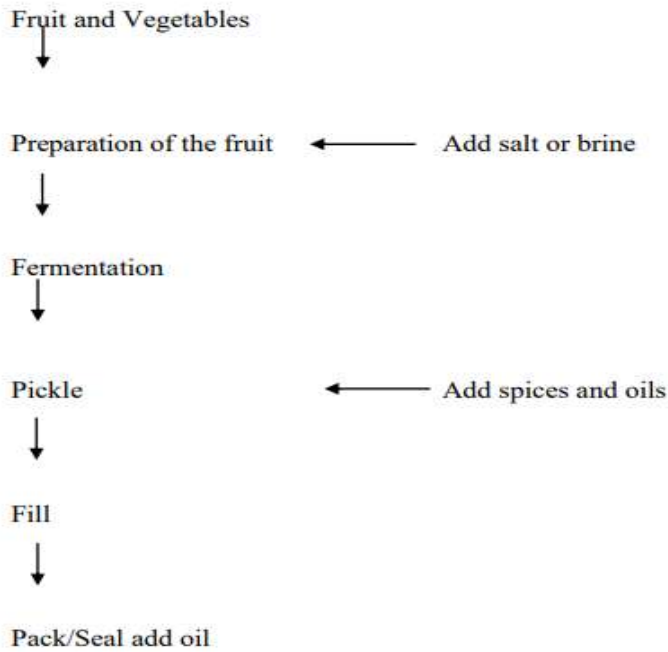 Fruit and Vegetables
Preparation of the fruit Add salt or brine
Fermentation
Pickle Add spices and oils
Fill
Pack/Seal add oil